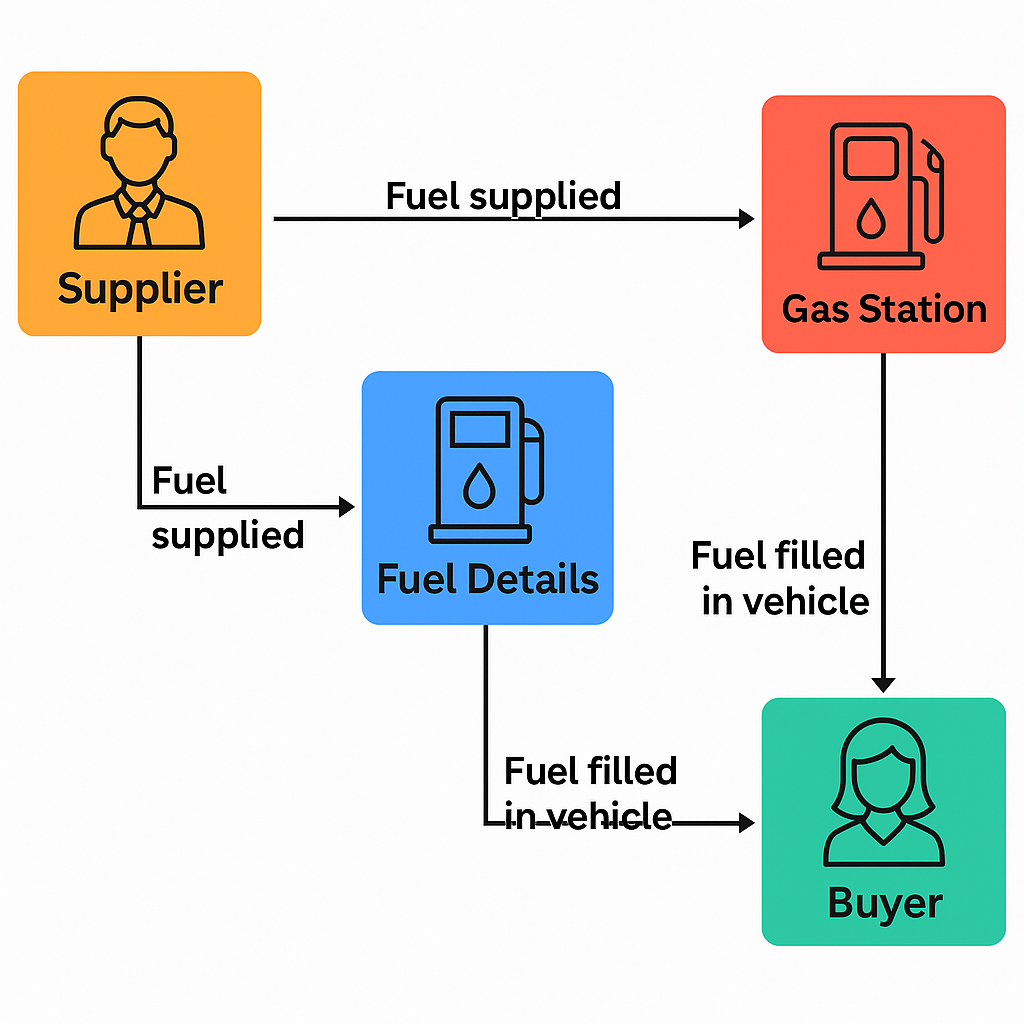 Fuel supplied
Supplier
Gas Station
Fuel
supplied
Fuel Details
Fuel filled
in vehicle
Fuel filled
in vehicle
Buyer